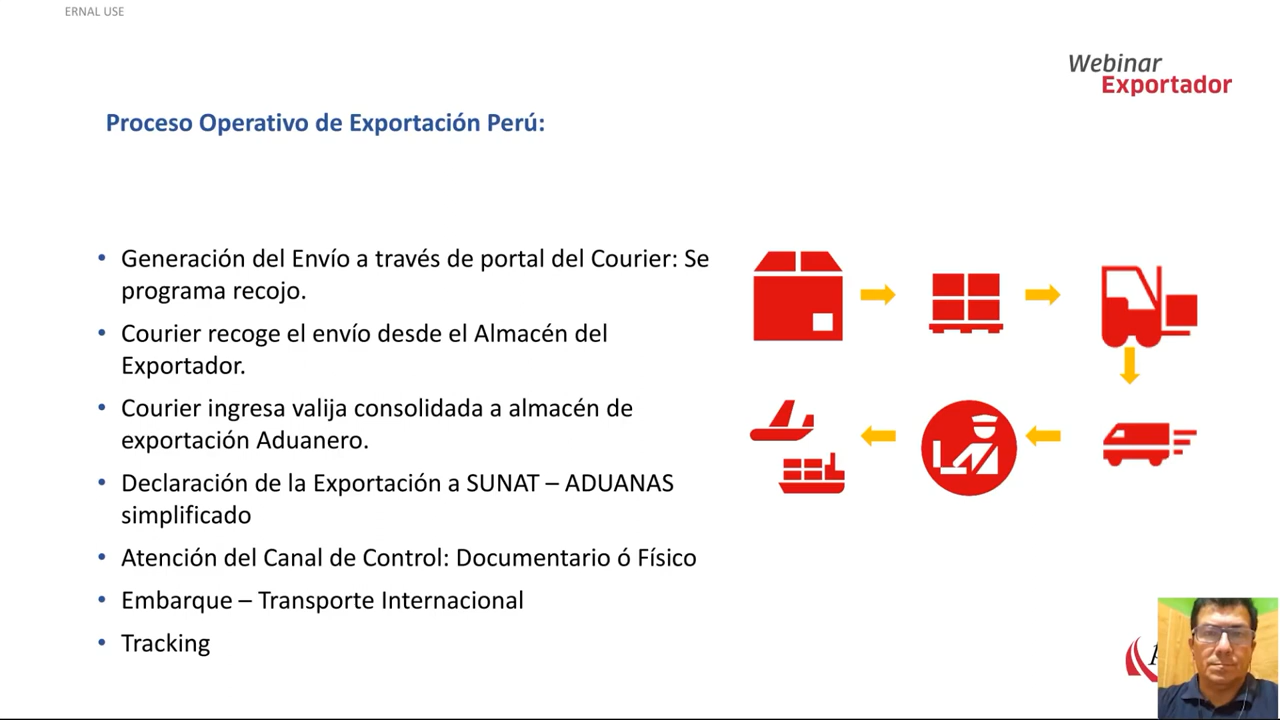 ERNAL USE
Webinar
Exportador
Proceso Operativo de Exportación Perú:
• Generación del Envío a través de portal del Courier: Se
programa recojo.
• Courier recoge el envío desde el Almacén del
Exportador.
• Courier ingresa valija consolidada a almacén de
exportación Aduanero.
• Declaración de la Exportación a SUNAT – ADUANAS
simplificado
• Atención del Canal de Control: Documentario ó Físico
• Embarque – Transporte Internacional
• Tracking